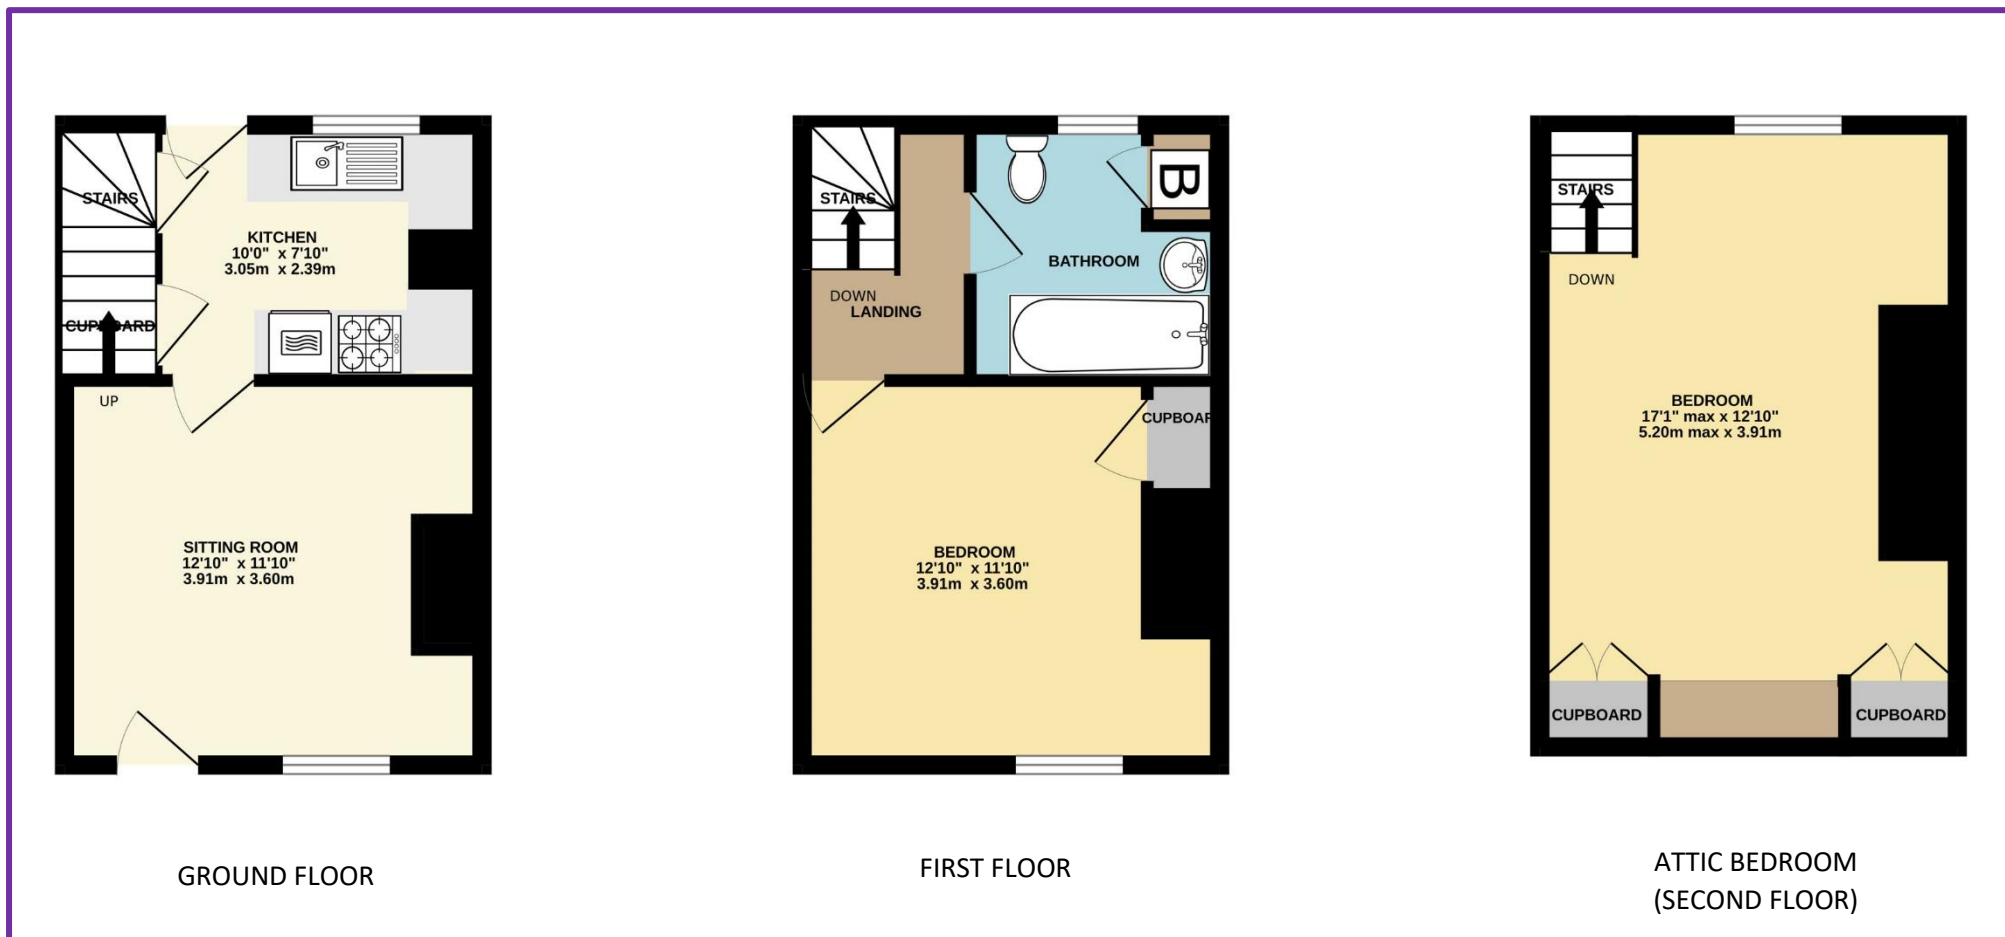 STAIRS
KITCHEN
10'0" x 7'10"
3.05m x 2.39m
CUPBOARD
UP
SITTING ROOM
12'10" x 11'10"
3.91m x 3.60m
GROUND FLOOR
STAIRS
B
BATHROOM
DOWN
LANDING
CUPBOAR
BEDROOM
12'10" x 11'10"
3.91m x 3.60m
FIRST FLOOR
STAIRS
DOWN
BEDROOM
17'1" max x 12'10"
5.20m max x 3.91m
CUPBOARD
CUPBOARD
ATTIC BEDROOM
(SECOND FLOOR)